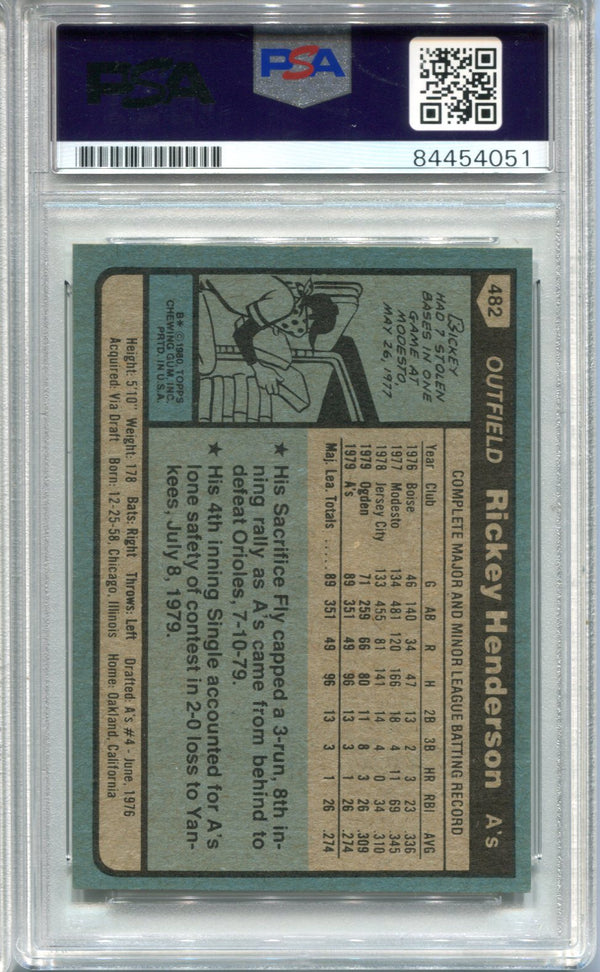 PSA
PSA
84454051
482
OUTFIELD Rickey Henderson A's
RICKEY
HAD 7 STOLEN
BASES IN ONE
GAME AT
MODESTO,
MAY 26, 1977
B* © 1980, TOPPS
CHEWING GUM INC.
PRTD. IN U.S.A.
COMPLETE MAJOR AND MINOR LEAGUE BATTING RECORD
Year Club G AB R H 2B 3B HR RBI AVG
1976 Boise 46 140 34 47 13 2 3 23 .336
1977 Modesto 134 481 120 166 18 4 11 69 .345
1978 Jersey City 133 455 81 141 14 4 0 34 .310
1979 Ogden 71 259 66 80 11 8 3 26 .309
1979 A's 89 351 49 96 13 3 1 26 .274
Maj. Lea. Totals ..... 89 351 49 96 13 3 1 26 .274
★ His Sacrifice Fly capped a 3-run, 8th in-
ning rally as A's came from behind to
defeat Orioles, 7-10-79.
★ His 4th inning Single accounted for A's
lone safety of contest in 2-0 loss to Yan-
kees, July 8, 1979.
Height: 5'10" Weight: 178 Bats: Right Throws: Left Drafted: A's #4 - June, 1976
Acquired: Via Draft Born: 12-25-58, Chicago, Illinois Home: Oakland, California